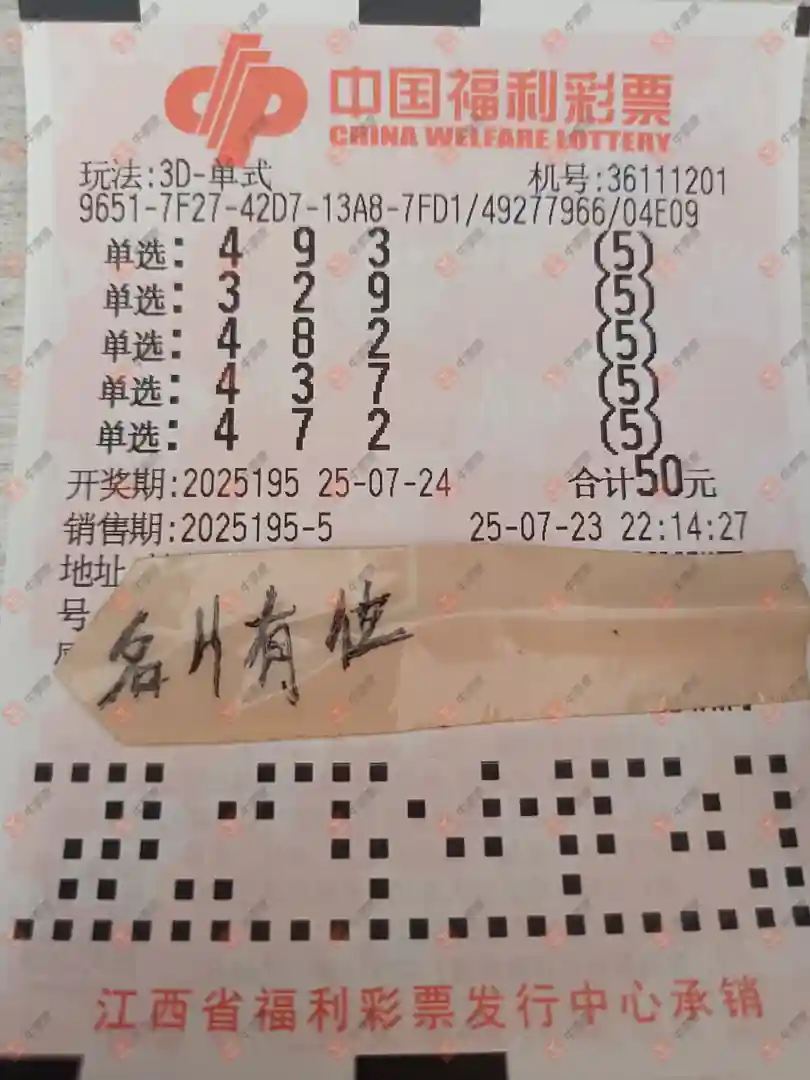 中国福利彩票
CHINA WELFARE LOTTERY
玩法:3D-单式 机号:36111201
9651-7F27-42D7-13A8-7FD1/49277966/04E09
单选: 4 9 3 (5)
单选: 3 2 9 (5)
单选: 4 8 2 (5)
单选: 4 3 7 (5)
单选: 4 7 2 (5)
开奖期:2025195 25-07-24 合计50元
销售期:2025195-5 25-07-23 22:14:27
地址
号
名片有位
江西省福利彩票发行中心承销